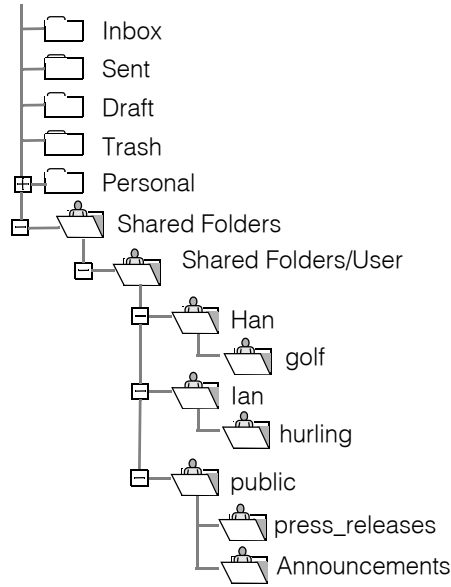 Inbox
Sent
Draft
Trash
Personal
Shared Folders
Shared Folders/User
Han
golf
Ian
hurling
public
press_releases
Announcements